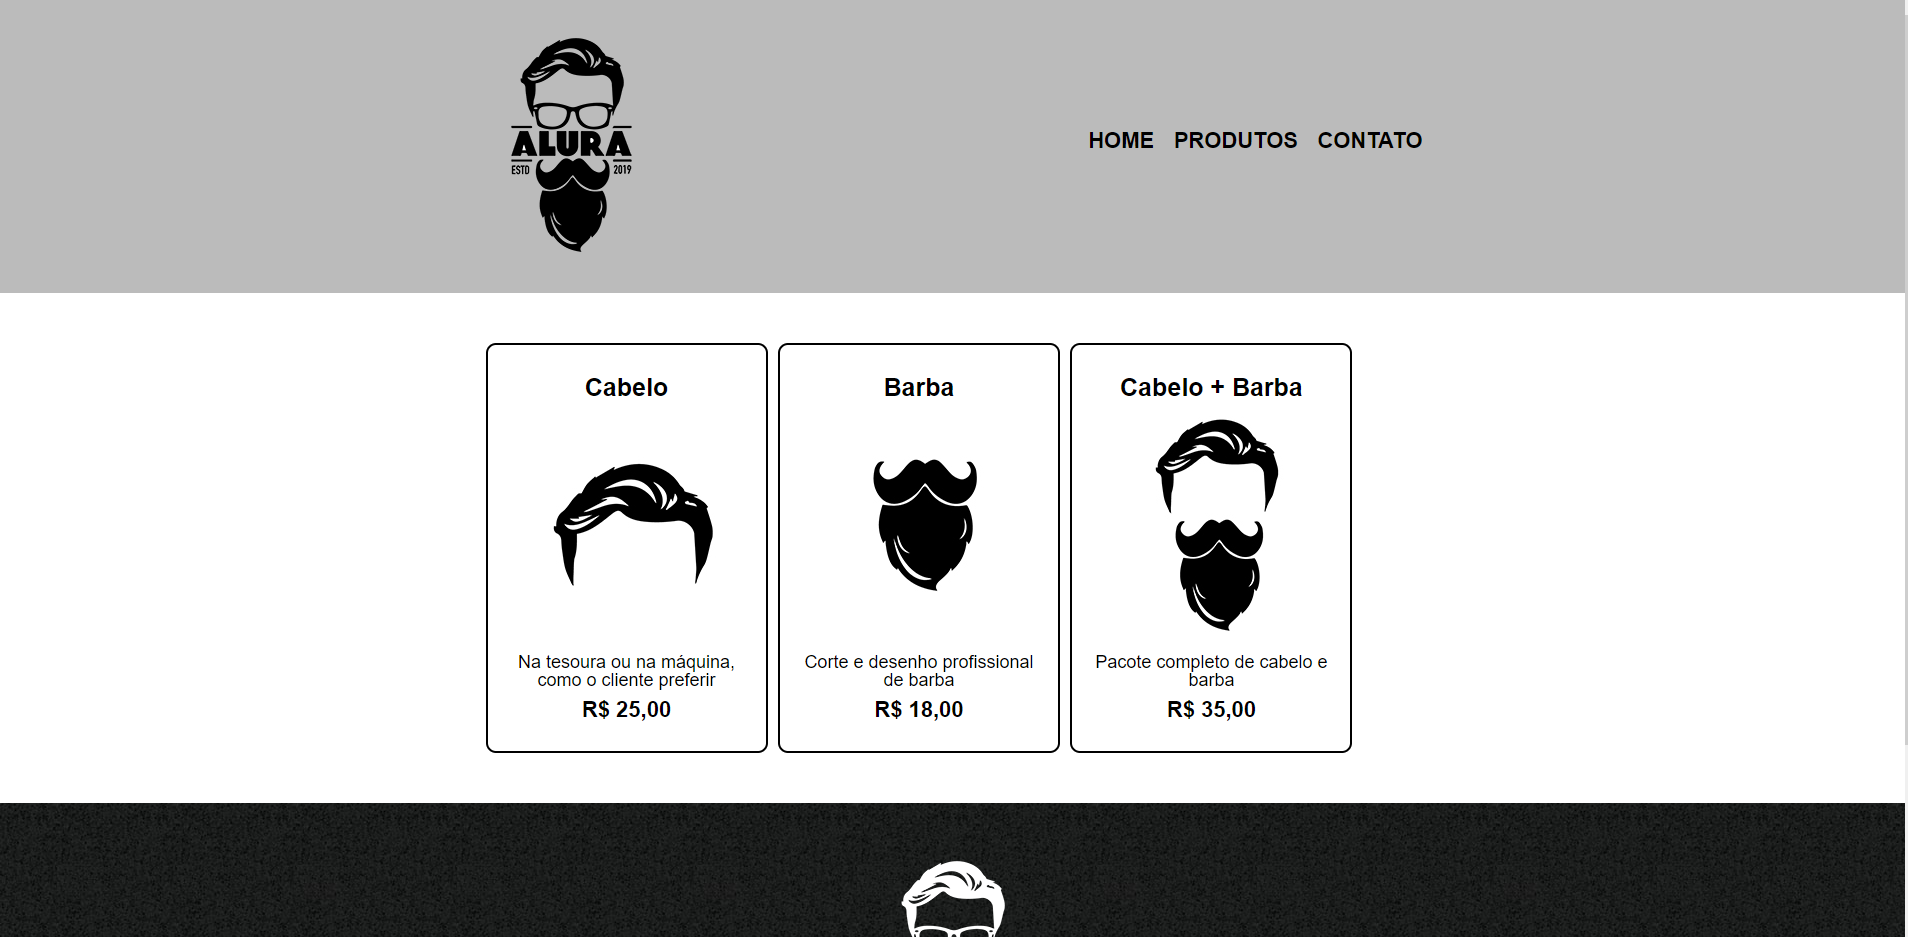 ALURA
ESTD 2019
HOME PRODUTOS CONTATO
Cabelo
Na tesoura ou na máquina,
como o cliente preferir
R$ 25,00
Barba
Corte e desenho profissional
de barba
R$ 18,00
Cabelo + Barba
Pacote completo de cabelo e
barba
R$ 35,00